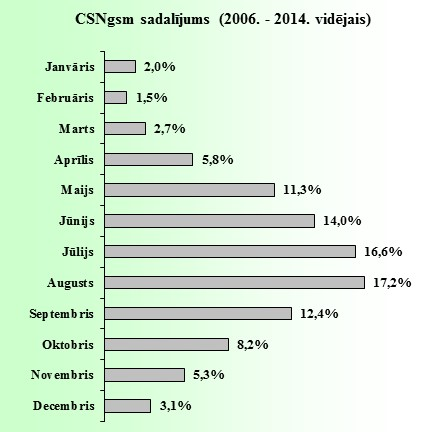 CSNgsm sadalījums (2006. - 2014. vidējais)
Janvāris 2,0%
Februāris 1,5%
Marts 2,7%
Aprīlis 5,8%
Maijs 11,3%
Jūnijs 14,0%
Jūlijs 16,6%
Augusts 17,2%
Septembris 12,4%
Oktobris 8,2%
Novembris 5,3%
Decembris 3,1%